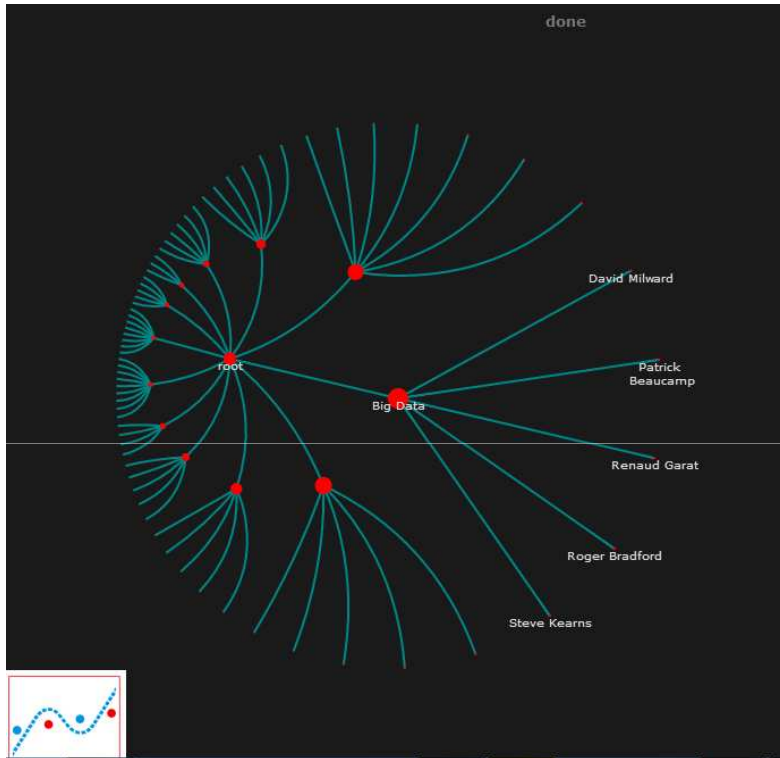 done
David Milward
Patrick
Beaucamp
root
Big Data
Renaud Garat
Roger Bradford
Steve Kearns